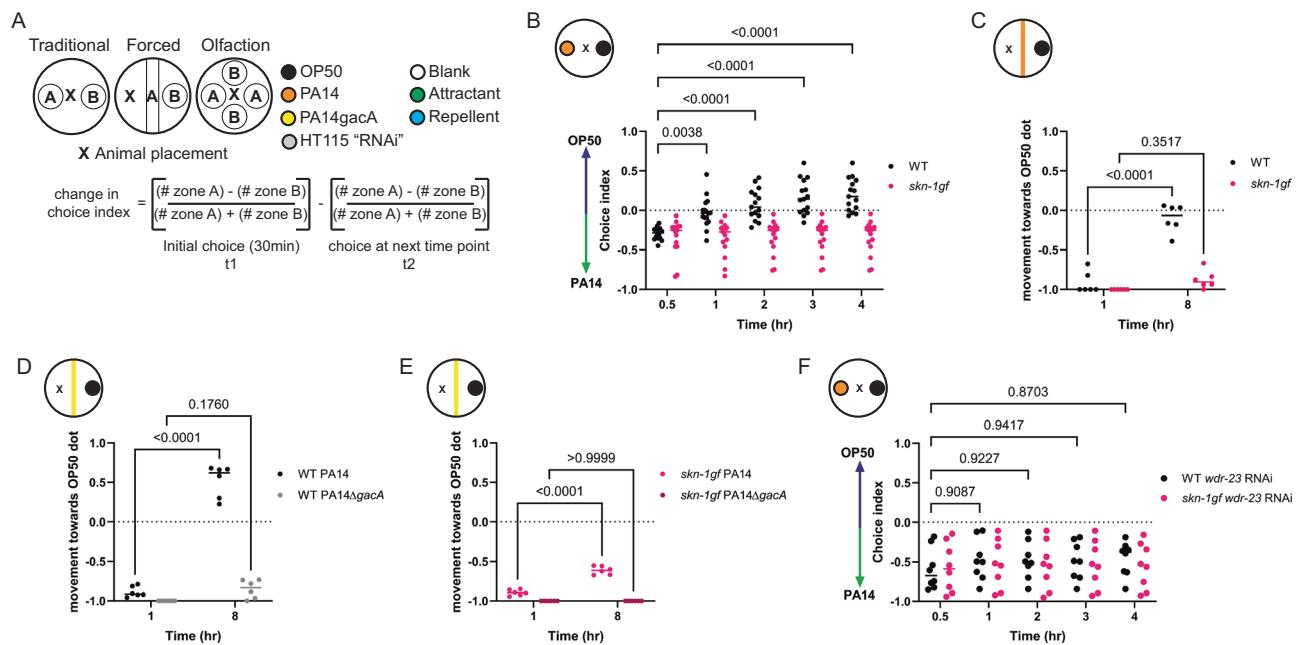 A
Traditional
Forced
Olfaction
A X B
X A B
B
A X A
B
OP50
PA14
PA14gacA
HT115 “RNAi”
Blank
Attractant
Repellent
X Animal placement
change in
choice index
=
(# zone A) - (# zone B)
(# zone A) + (# zone B)
-
(# zone A) - (# zone B)
(# zone A) + (# zone B)
Initial choice (30min)
t1
choice at next time point
t2
B
x
<0.0001
<0.0001
<0.0001
0.0038
OP50
PA14
Choice index
1.0
0.5
0.0
-0.5
-1.0
0.5 1 2 3 4
Time (hr)
WT
skn-1gf
C
x
0.3517
<0.0001
movement towards OP50 dot
1.0
0.5
0.0
-0.5
-1.0
1 8
Time (hr)
WT
skn-1gf
D
x
0.1760
<0.0001
movement towards OP50 dot
1.0
0.5
0.0
-0.5
-1.0
1 8
Time (hr)
WT PA14
WT PA14ΔgacA
E
x
>0.9999
<0.0001
movement towards OP50 dot
1.0
0.5
0.0
-0.5
-1.0
1 8
Time (hr)
skn-1gf PA14
skn-1gf PA14ΔgacA
F
x
0.8703
0.9417
0.9227
0.9087
OP50
PA14
Choice index
1.0
0.5
0.0
-0.5
-1.0
0.5 1 2 3 4
Time (hr)
WT wdr-23 RNAi
skn-1gf wdr-23 RNAi